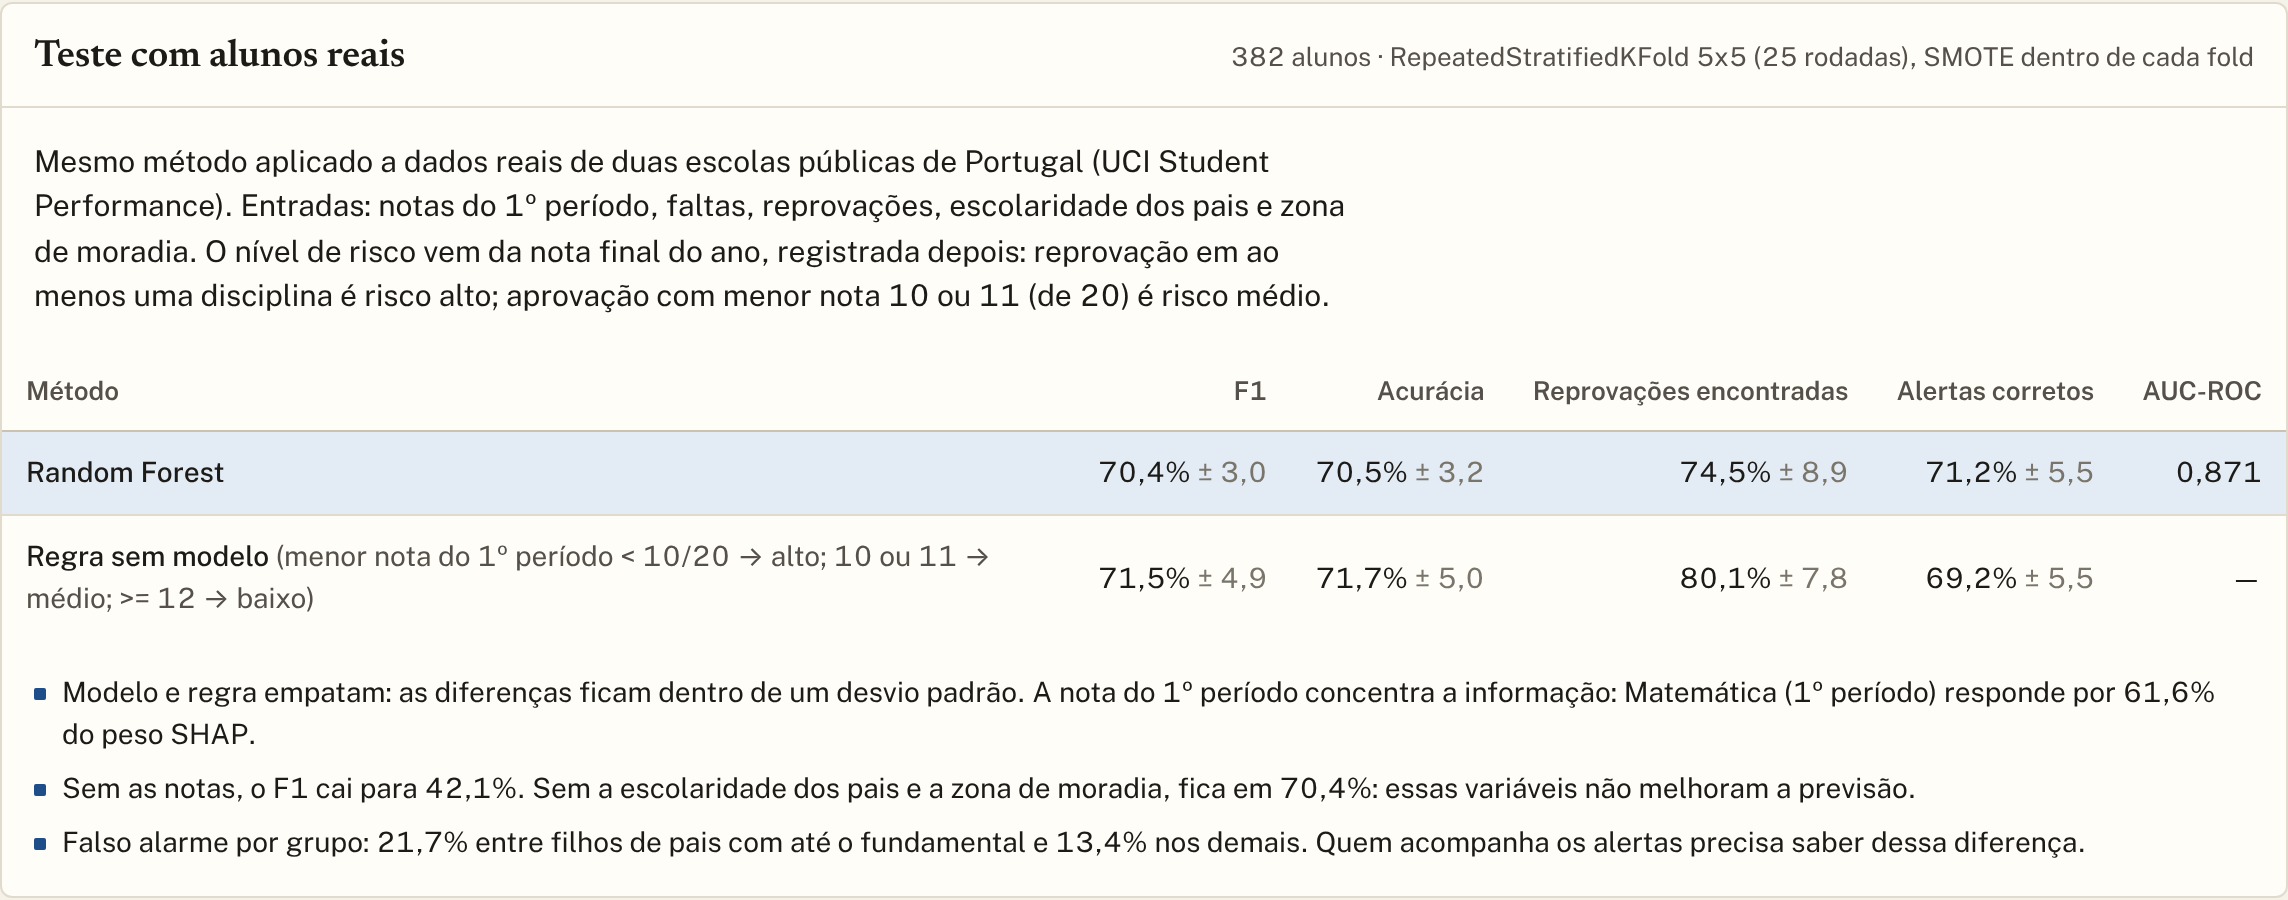 Teste com alunos reais
382 alunos · RepeatedStratifiedKFold 5x5 (25 rodadas), SMOTE dentro de cada fold
Mesmo método aplicado a dados reais de duas escolas públicas de Portugal (UCI Student
Performance). Entradas: notas do 1º período, faltas, reprovações, escolaridade dos pais e zona
de moradia. O nível de risco vem da nota final do ano, registrada depois: reprovação em ao
menos uma disciplina é risco alto; aprovação com menor nota 10 ou 11 (de 20) é risco médio.
Método F1 Acurácia Reprovações encontradas Alertas corretos AUC-ROC
Random Forest 70,4% ± 3,0 70,5% ± 3,2 74,5% ± 8,9 71,2% ± 5,5 0,871
Regra sem modelo (menor nota do 1º período < 10/20 → alto; 10 ou 11 →
médio; >= 12 → baixo)
71,5% ± 4,9 71,7% ± 5,0 80,1% ± 7,8 69,2% ± 5,5 —
Modelo e regra empatam: as diferenças ficam dentro de um desvio padrão. A nota do 1º período concentra a informação: Matemática (1º período) responde por 61,6%
do peso SHAP.
Sem as notas, o F1 cai para 42,1%. Sem a escolaridade dos pais e a zona de moradia, fica em 70,4%: essas variáveis não melhoram a previsão.
Falso alarme por grupo: 21,7% entre filhos de pais com até o fundamental e 13,4% nos demais. Quem acompanha os alertas precisa saber dessa diferença.